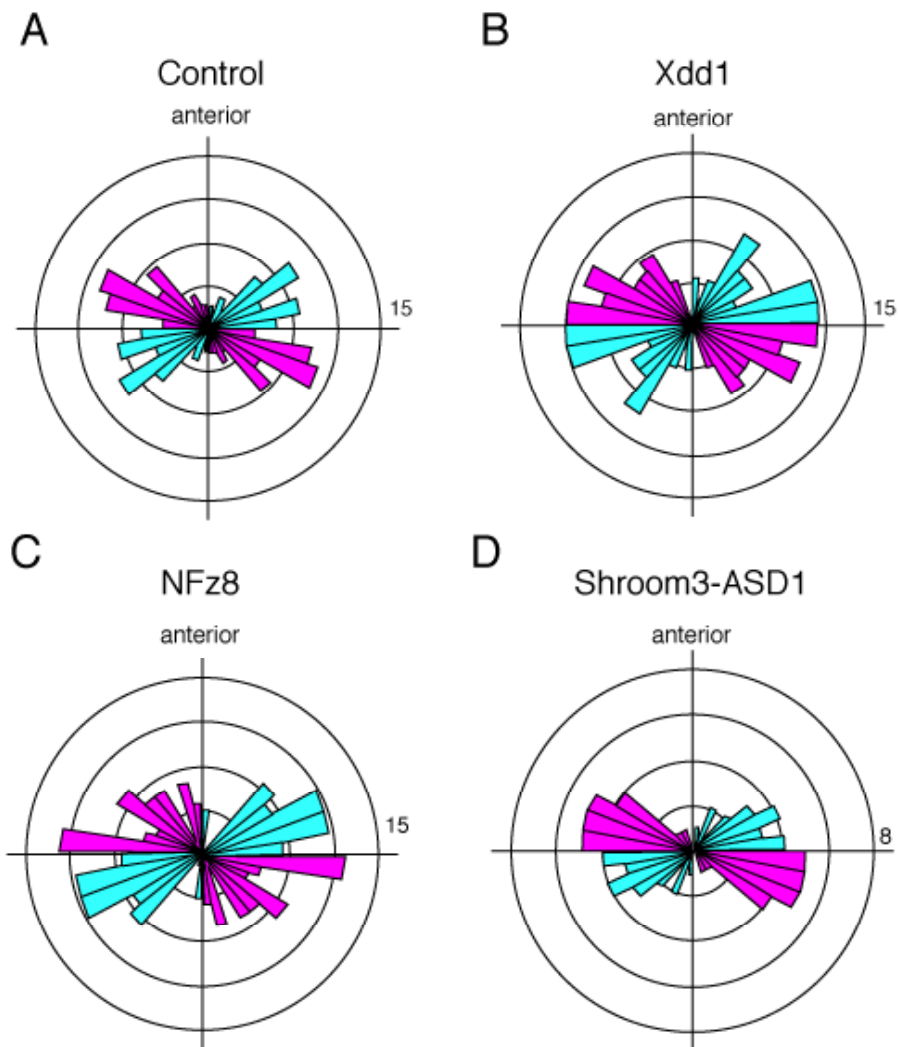 A
Control
anterior
15
B
Xdd1
anterior
15
C
NFz8
anterior
15
D
Shroom3-ASD1
anterior
8